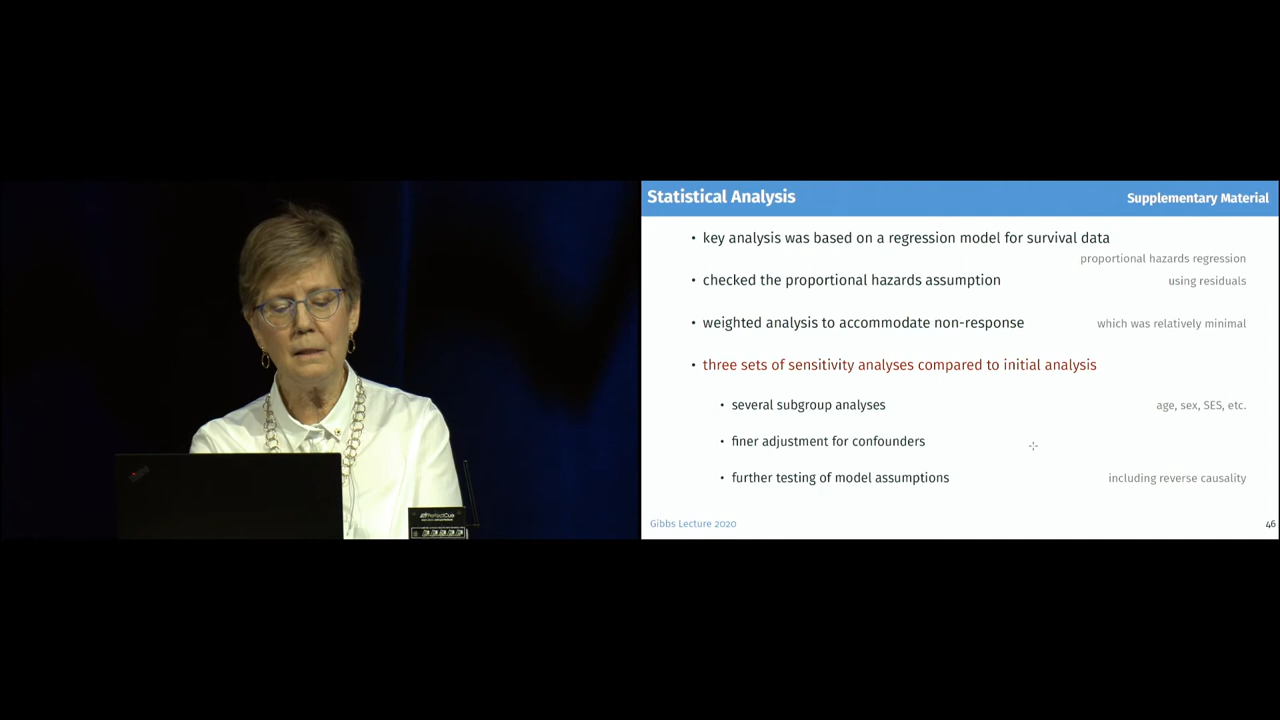 Statistical Analysis
Supplementary Material
• key analysis was based on a regression model for survival data
proportional hazards regression
• checked the proportional hazards assumption
using residuals
• weighted analysis to accommodate non-response
which was relatively minimal
• three sets of sensitivity analyses compared to initial analysis
• several subgroup analyses
age, sex, SES, etc.
• finer adjustment for confounders
• further testing of model assumptions
including reverse causality
Gibbs Lecture 2020
46
PerfectCue